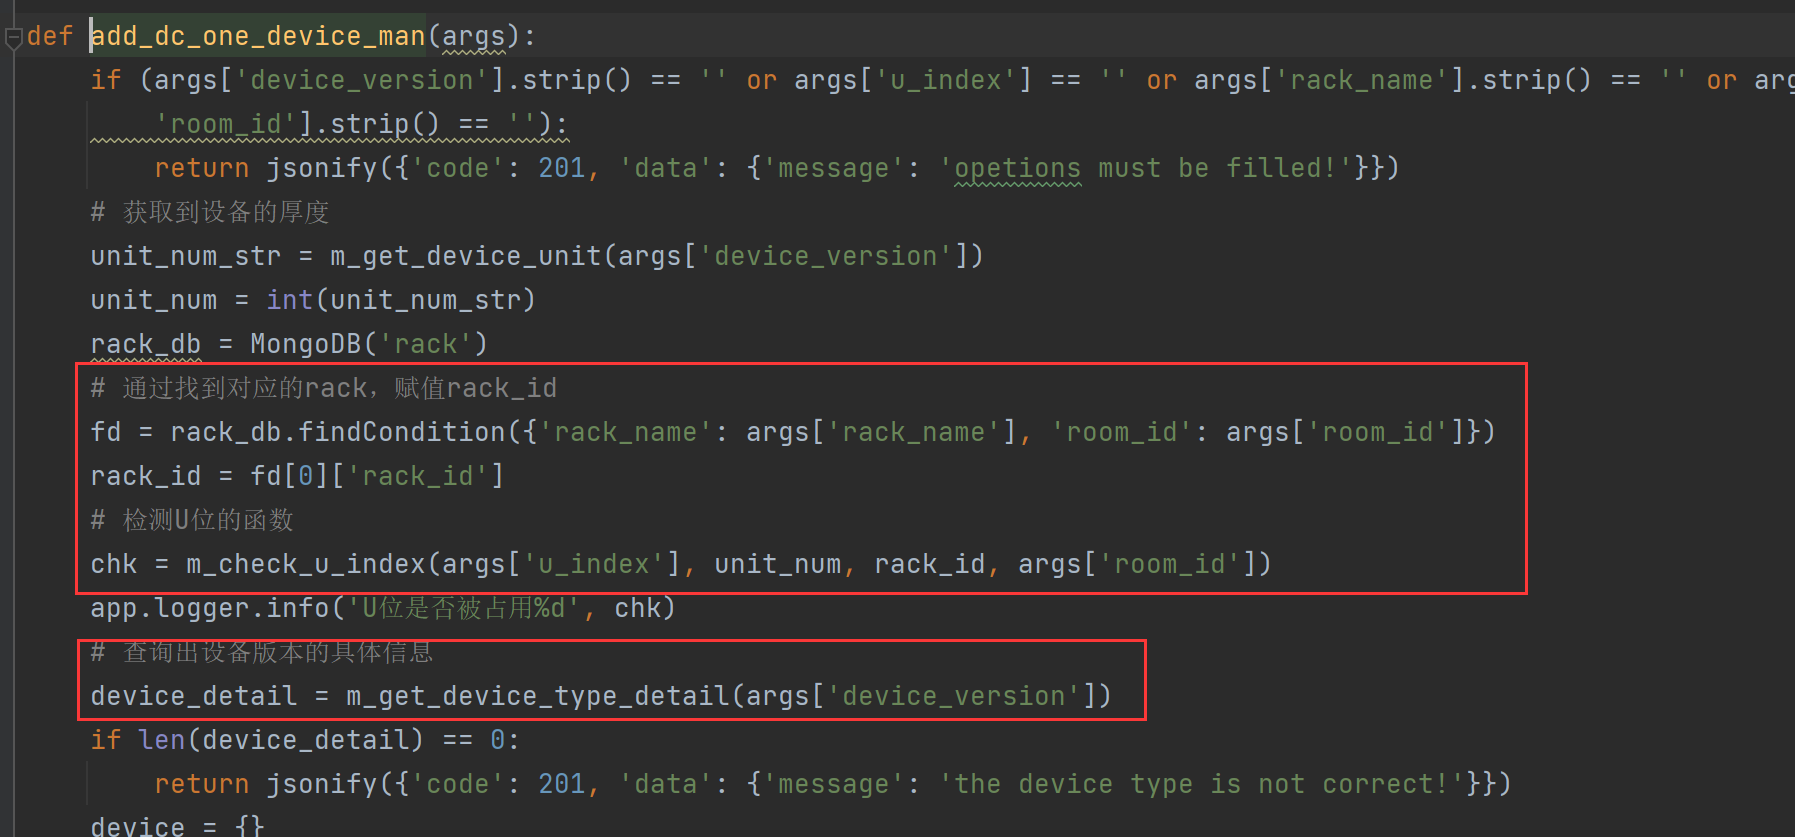 def add_dc_one_device_man(args):
if (args['device_version'].strip() == '' or args['u_index'] == '' or args['rack_name'].strip() == '' or arg
'room_id'].strip() == ''):
return jsonify({'code': 201, 'data': {'message': 'opetions must be filled!'}})
# 获取到设备的厚度
unit_num_str = m_get_device_unit(args['device_version'])
unit_num = int(unit_num_str)
rack_db = MongoDB('rack')
# 通过找到对应的rack，赋值rack_id
fd = rack_db.findCondition({'rack_name': args['rack_name'], 'room_id': args['room_id']})
rack_id = fd[0]['rack_id']
# 检测U位的函数
chk = m_check_u_index(args['u_index'], unit_num, rack_id, args['room_id'])
app.logger.info('U位是否被占用%d', chk)
# 查询出设备版本的具体信息
device_detail = m_get_device_type_detail(args['device_version'])
if len(device_detail) == 0:
return jsonify({'code': 201, 'data': {'message': 'the device type is not correct!'}})
device = {}